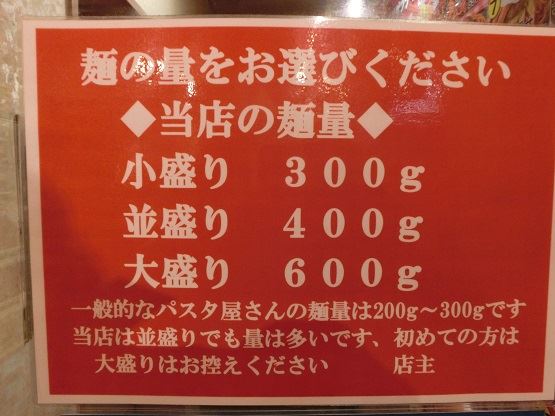 麺の量をお選びください
◆当店の麺量◆
小盛り　３００ｇ
並盛り　４００ｇ
大盛り　６００ｇ
一般的なパスタ屋さんの麺量は200g～300gです
当店は並盛りでも量は多いです、初めての方は
大盛りはお控えください　　　店主